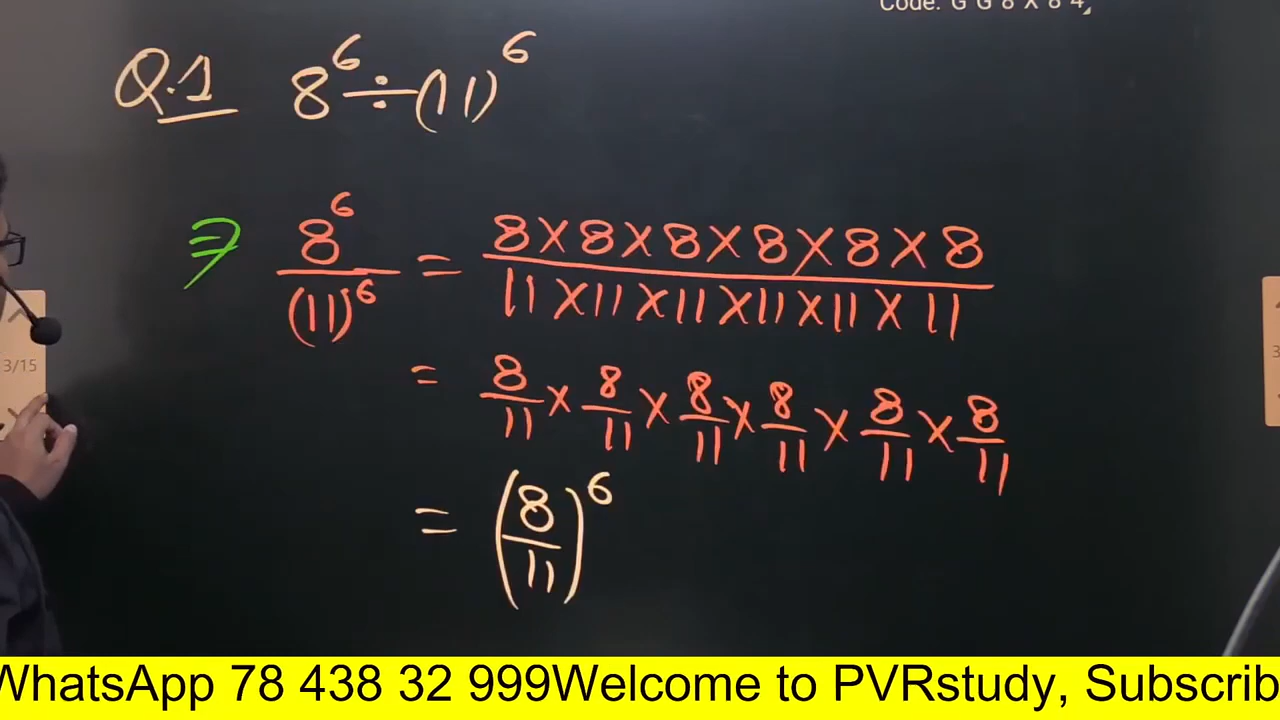 Code: G G 8 X 8 4
Q.1 8^6 ÷ (11)^6
⇒ 8^6/(11)^6 = 8×8×8×8×8×8/11×11×11×11×11×11
= 8/11 × 8/11 × 8/11 × 8/11 × 8/11 × 8/11
= (8/11)^6
3/15
3
WhatsApp 78 438 32 999Welcome to PVRstudy, Subscrib